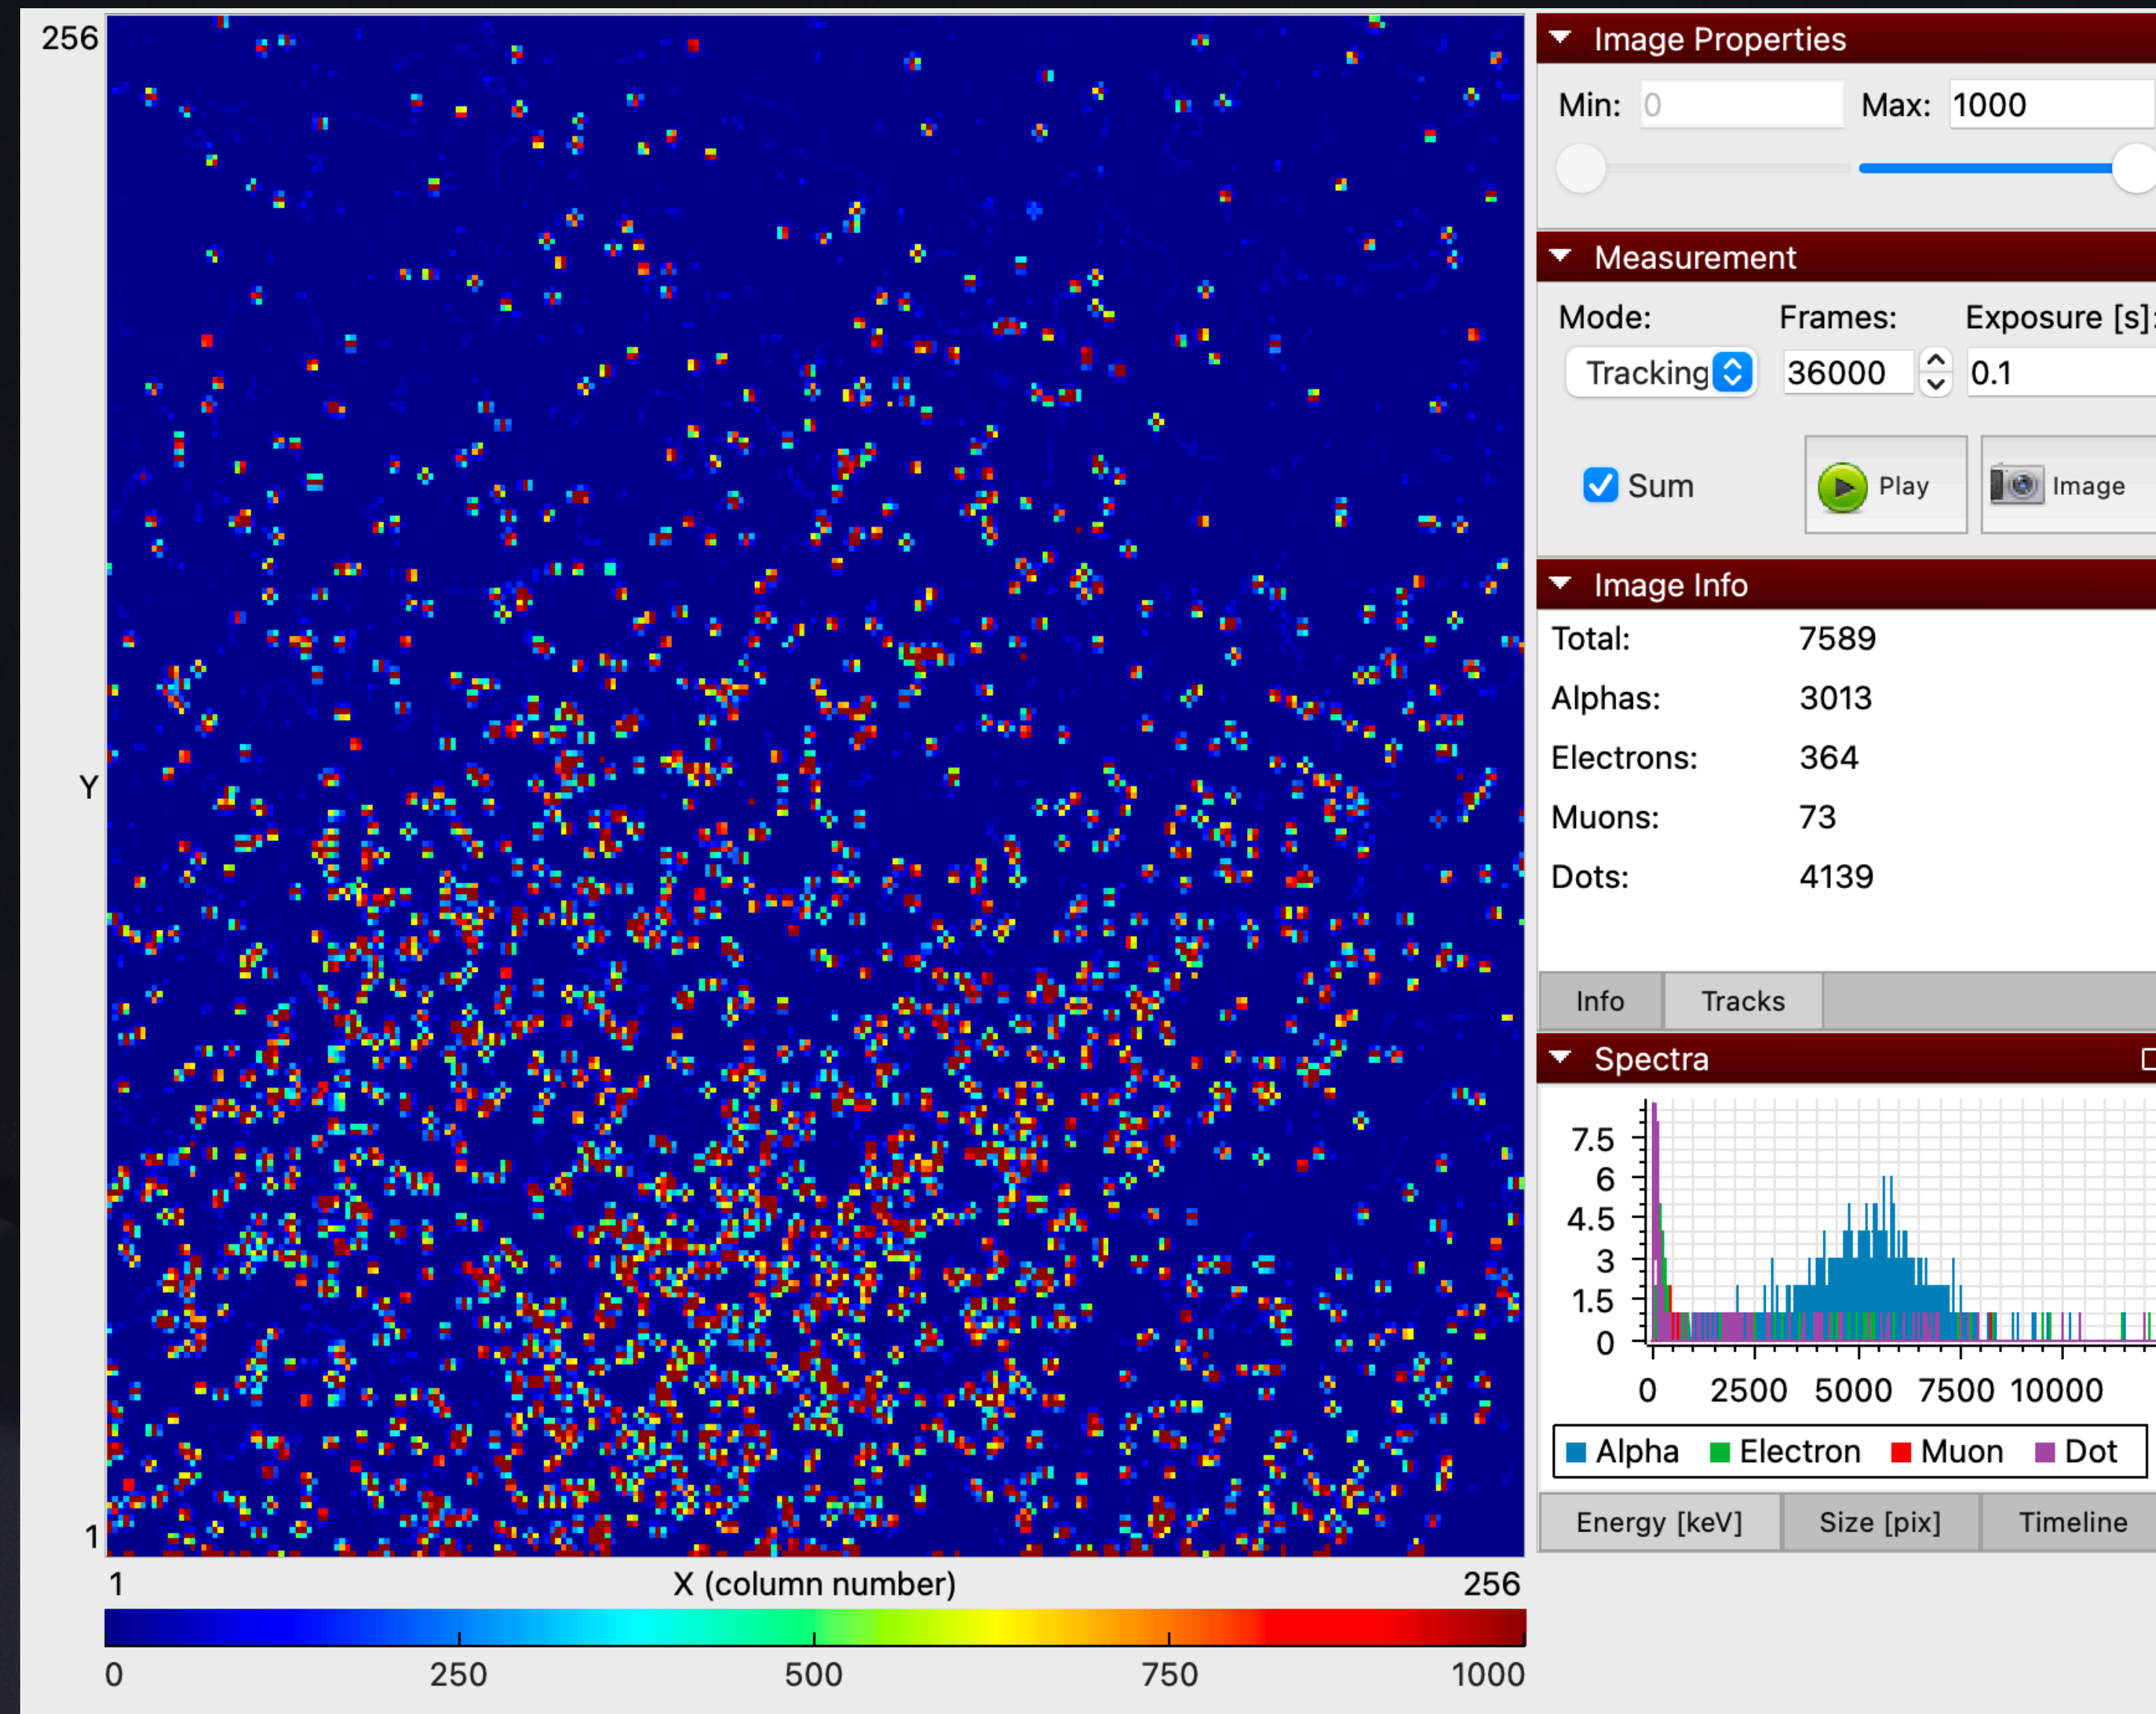 256
Y
1
1 X (column number) 256
0 250 500 750 1000
Image Properties
Min: 0 Max: 1000
Measurement
Mode: Frames: Exposure [s]:
Tracking 36000 0.1
Sum Play Image
Image Info
Total: 7589
Alphas: 3013
Electrons: 364
Muons: 73
Dots: 4139
Info Tracks
Spectra
7.5
6
4.5
3
1.5
0
0 2500 5000 7500 10000
Alpha Electron Muon Dot
Energy [keV] Size [pix] Timeline